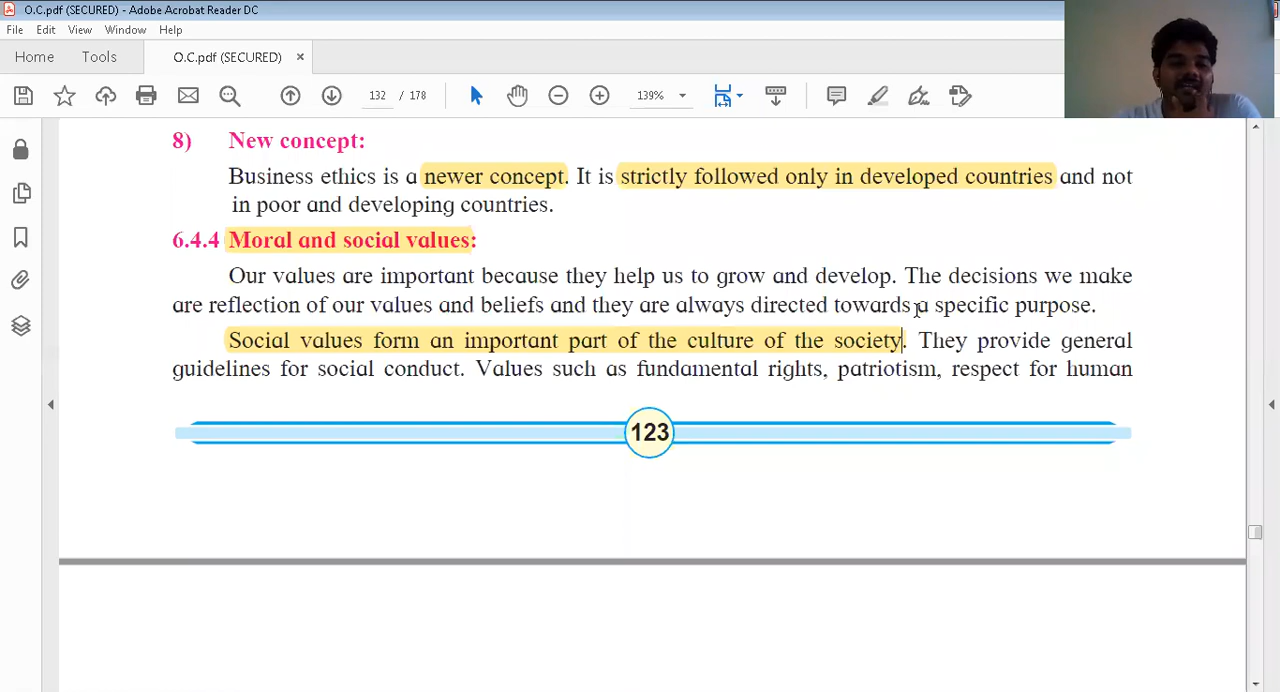 O.C.pdf (SECURED) - Adobe Acrobat Reader DC
File Edit View Window Help
Home Tools O.C.pdf (SECURED) ×
132 / 178 139%
8) New concept:
Business ethics is a newer concept. It is strictly followed only in developed countries and not
in poor and developing countries.
6.4.4 Moral and social values:
Our values are important because they help us to grow and develop. The decisions we make
are reflection of our values and beliefs and they are always directed towards a specific purpose.
Social values form an important part of the culture of the society. They provide general
guidelines for social conduct. Values such as fundamental rights, patriotism, respect for human
123